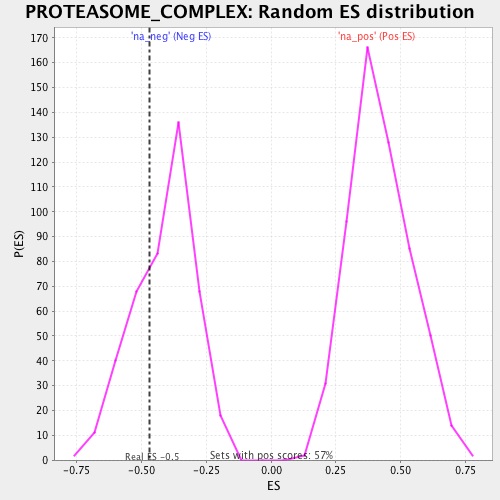 PROTEASOME_COMPLEX: Random ES distribution
'na_neg' (Neg ES)
'na_pos' (Pos ES)
170
160
150
140
130
120
110
100
90
80
70
60
50
40
30
20
10
0
P(ES)
Real ES -0.5
Sets with pos scores: 57%
-0.75 -0.50 -0.25 0.00 0.25 0.50 0.75
ES